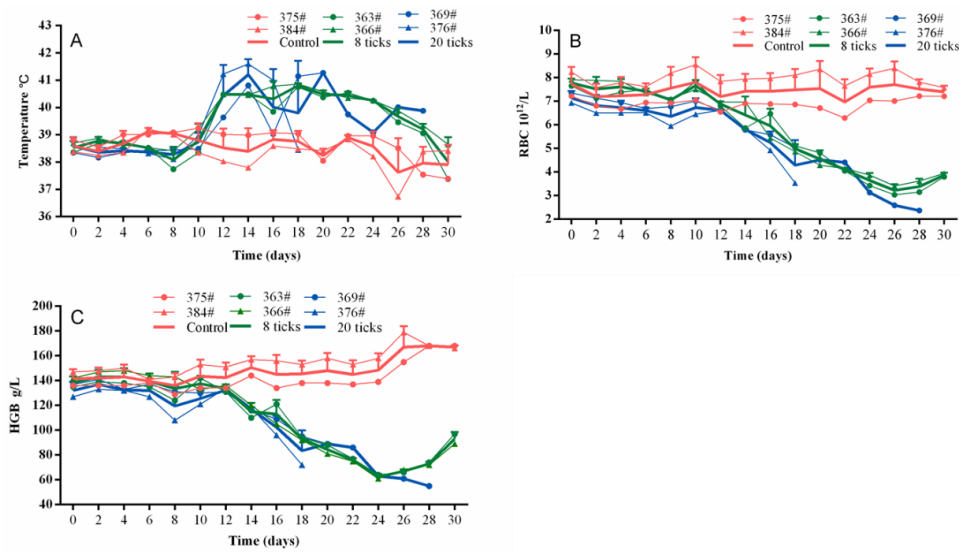 A
375# 363# 369#
384# 366# 376#
Control 8 ticks 20 ticks
Temperature °C
43
42
41
40
39
38
37
36
0 2 4 6 8 10 12 14 16 18 20 22 24 26 28 30
Time (days)
B
375# 363# 369#
384# 366# 376#
Control 8 ticks 20 ticks
RBC 10¹²/L
10
9
8
7
6
5
4
3
2
0 2 4 6 8 10 12 14 16 18 20 22 24 26 28 30
Time (days)
C
375# 363# 369#
384# 366# 376#
Control 8 ticks 20 ticks
HGB g/L
200
180
160
140
120
100
80
60
40
0 2 4 6 8 10 12 14 16 18 20 22 24 26 28 30
Time (days)